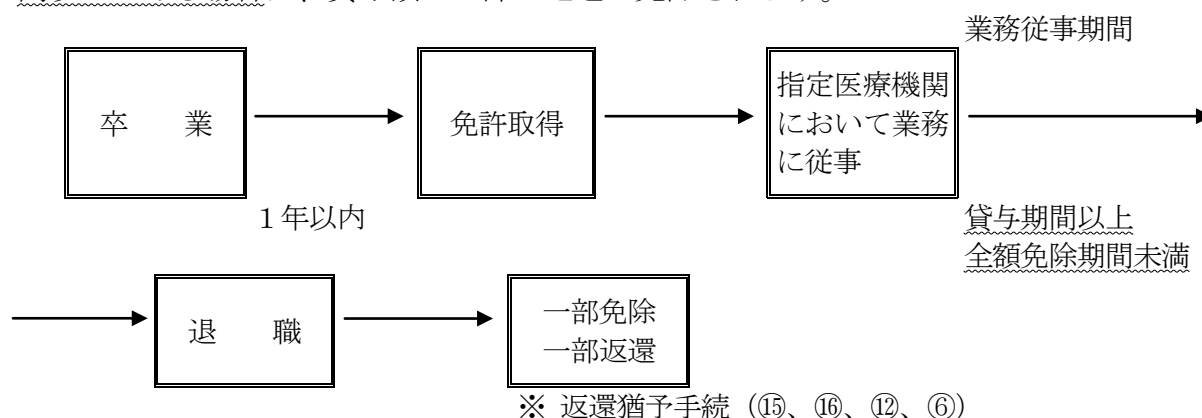 業務従事期間
卒　　業
免許取得
指定医療機関
において業務
に従事
１年以内
貸与期間以上
全額免除期間未満
退　　職
一部免除
一部返還
※ 返還猶予手続（⑮、⑯、⑫、⑥）